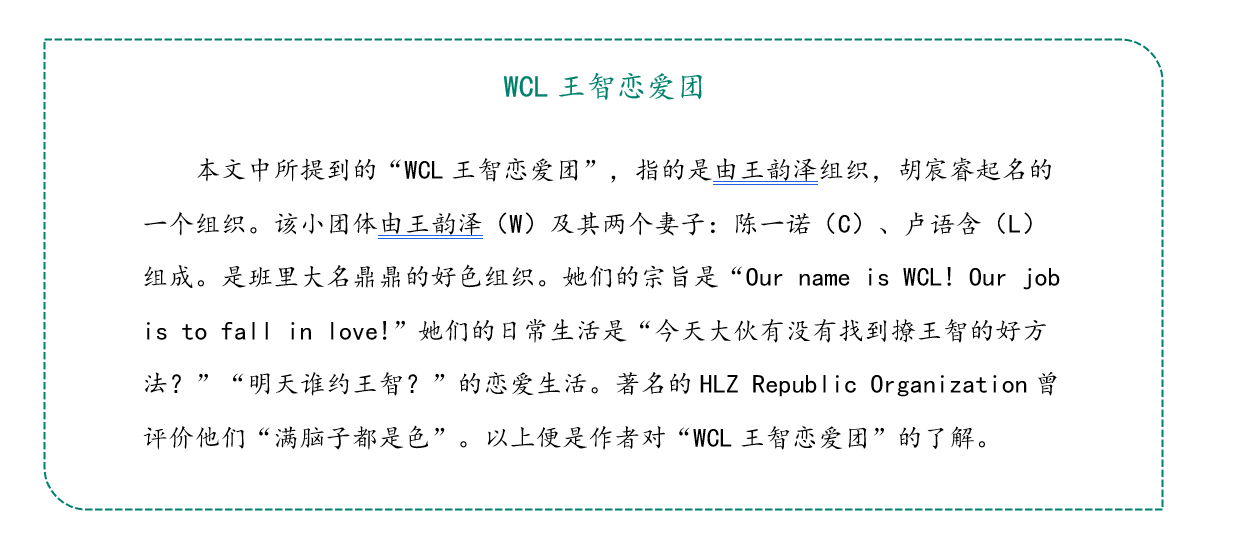 WCL 王智恋爱团
本文中所提到的“WCL 王智恋爱团”，指的是由王韵泽组织，胡宸睿起名的
一个组织。该小团体由王韵泽（W）及其两个妻子：陈一诺（C）、卢语含（L）
组成。是班里大名鼎鼎的好色组织。她们的宗旨是“Our name is WCL! Our job
is to fall in love!”她们的日常生活是“今天大伙有没有找到撩王智的好方
法？”“明天谁约王智？”的恋爱生活。著名的 HLZ Republic Organization 曾
评价他们“满脑子都是色”。以上便是作者对“WCL 王智恋爱团”的了解。